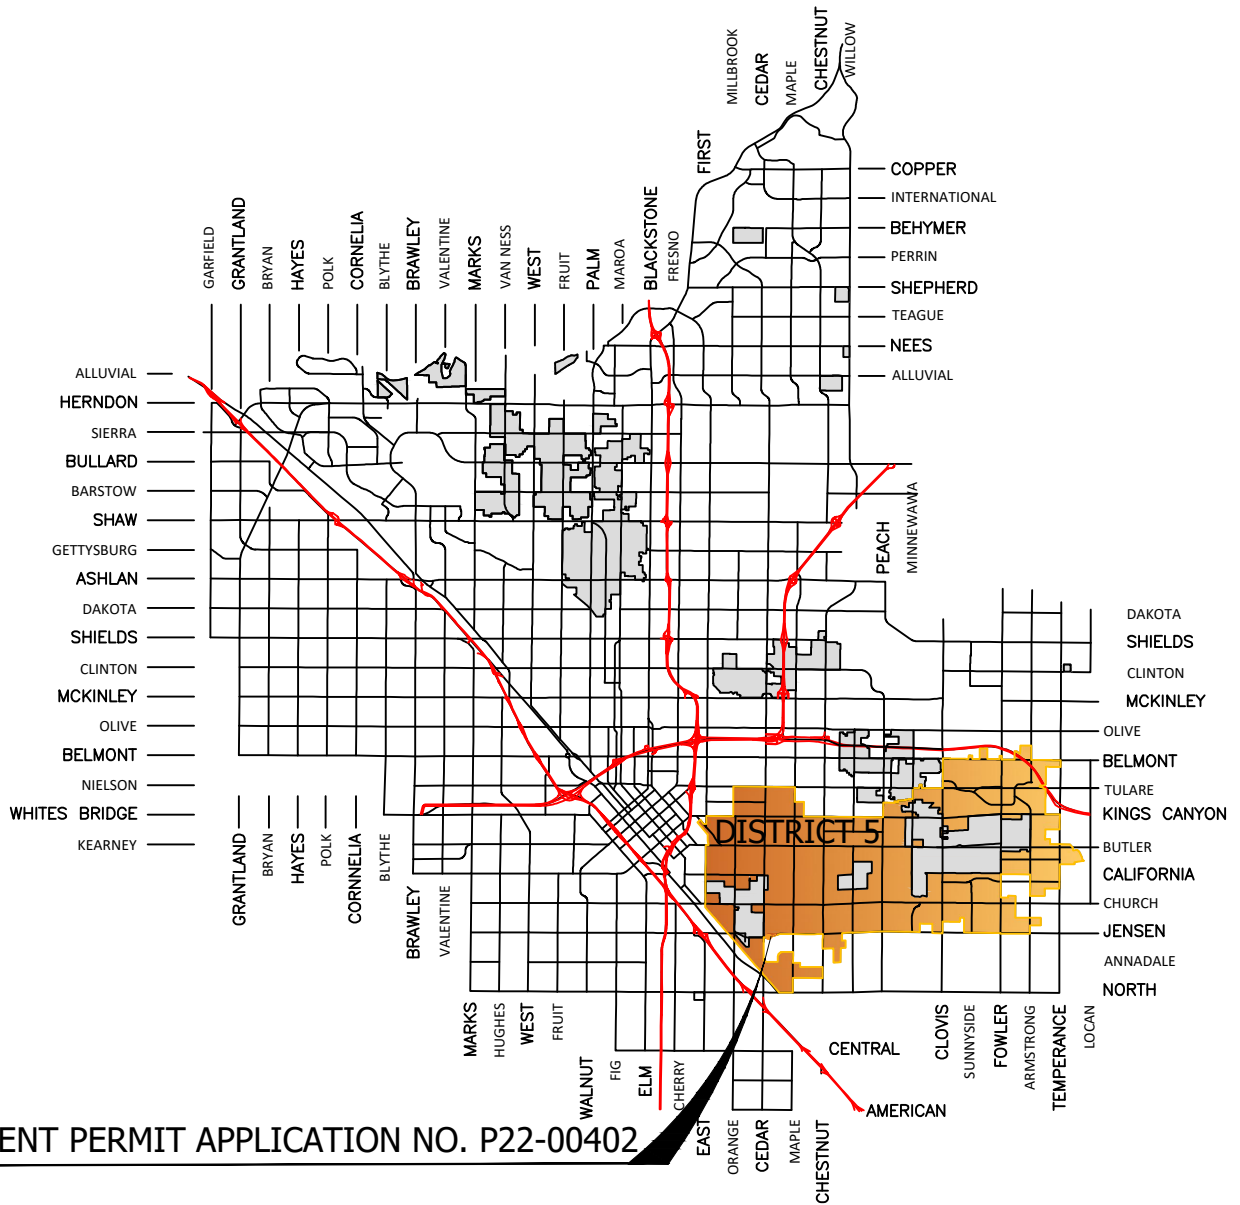 MILLBROOK
CEDAR
MAPLE
CHESTNUT
WILLOW
FIRST
COPPER
INTERNATIONAL
BEHYMER
PERRIN
SHEPHERD
TEAGUE
NEES
ALLUVIAL
GARFIELD
GRANTLAND
BRYAN
HAYES
POLK
CORNELIA
BLYTHE
BRAWLEY
VALENTINE
MARKS
VAN NESS
WEST
FRUIT
PALM
MAROA
BLACKSTONE
FRESNO
ALLUVIAL
HERNDON
SIERRA
BULLARD
BARSTOW
SHAW
GETTYSBURG
ASHLAN
DAKOTA
SHIELDS
CLINTON
MCKINLEY
OLIVE
BELMONT
NIELSON
WHITES BRIDGE
KEARNEY
PEACH
MINNEWAWA
DAKOTA
SHIELDS
CLINTON
MCKINLEY
OLIVE
BELMONT
TULARE
KINGS CANYON
BUTLER
CALIFORNIA
CHURCH
JENSEN
ANNADALE
NORTH
DISTRICT 5
GRANTLAND
BRYAN
HAYES
POLK
CORNNELIA
BLYTHE
BRAWLEY
VALENTINE
MARKS
HUGHES
WEST
FRUIT
WALNUT
FIG
ELM
CHERRY
EAST
ORANGE
CEDAR
MAPLE
CHESTNUT
CENTRAL
AMERICAN
CLOVIS
SUNNYSIDE
FOWLER
ARMSTRONG
TEMPERANCE
LOCAN
ENT PERMIT APPLICATION NO. P22-00402